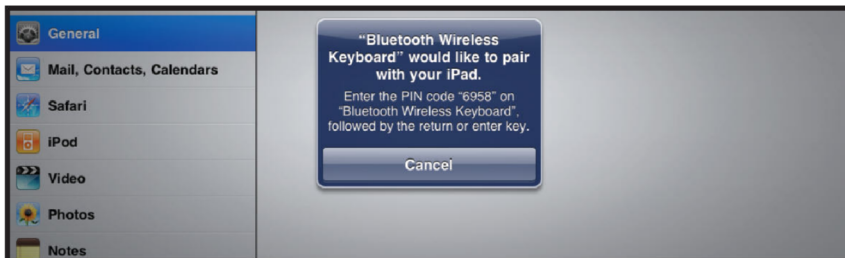 General
Mail, Contacts, Calendars
Safari
iPod
Video
Photos
Notes
“Bluetooth Wireless
Keyboard” would like to pair
with your iPad.
Enter the PIN code “6958” on
“Bluetooth Wireless Keyboard”,
followed by the return or enter key.
Cancel